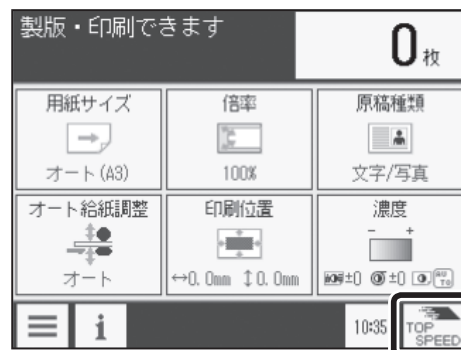 製版・印刷できます
0枚
用紙サイズ
オート(A3)
倍率
100%
原稿種類
文字/写真
オート給紙調整
オート
印刷位置
↔0.0mm ↕0.0mm
濃度
- +
±0 ±0 AUTO
i
10:35
TOP SPEED